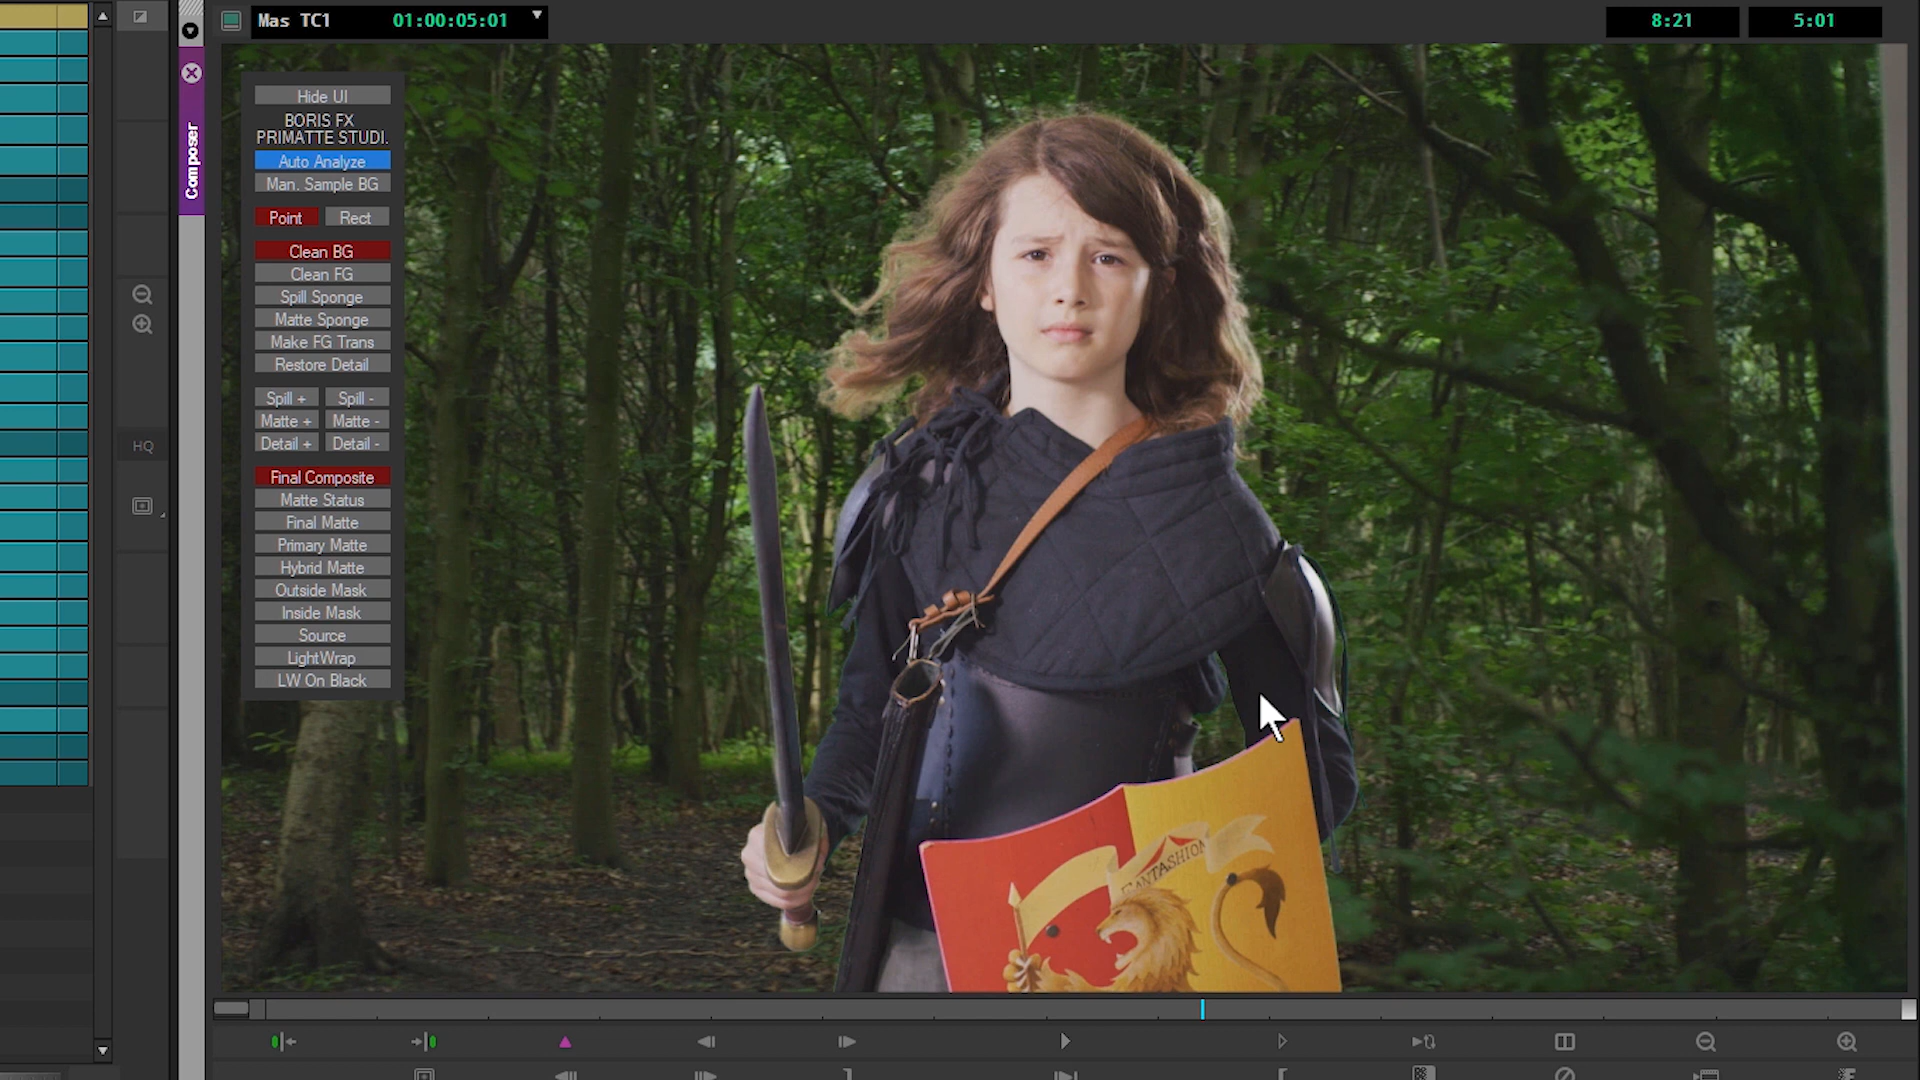 Mas TC1 01:00:05:01
8:21
5:01
Composer
Hide UI
BORIS FX
PRIMATTE STUDI.
Auto Analyze
Man. Sample BG
Point Rect
Clean BG
Clean FG
Spill Sponge
Matte Sponge
Make FG Trans
Restore Detail
Spill + Spill -
Matte + Matte -
Detail + Detail -
Final Composite
Matte Status
Final Matte
Primary Matte
Hybrid Matte
Outside Mask
Inside Mask
Source
LightWrap
LW On Black
HQ
FANTASHION